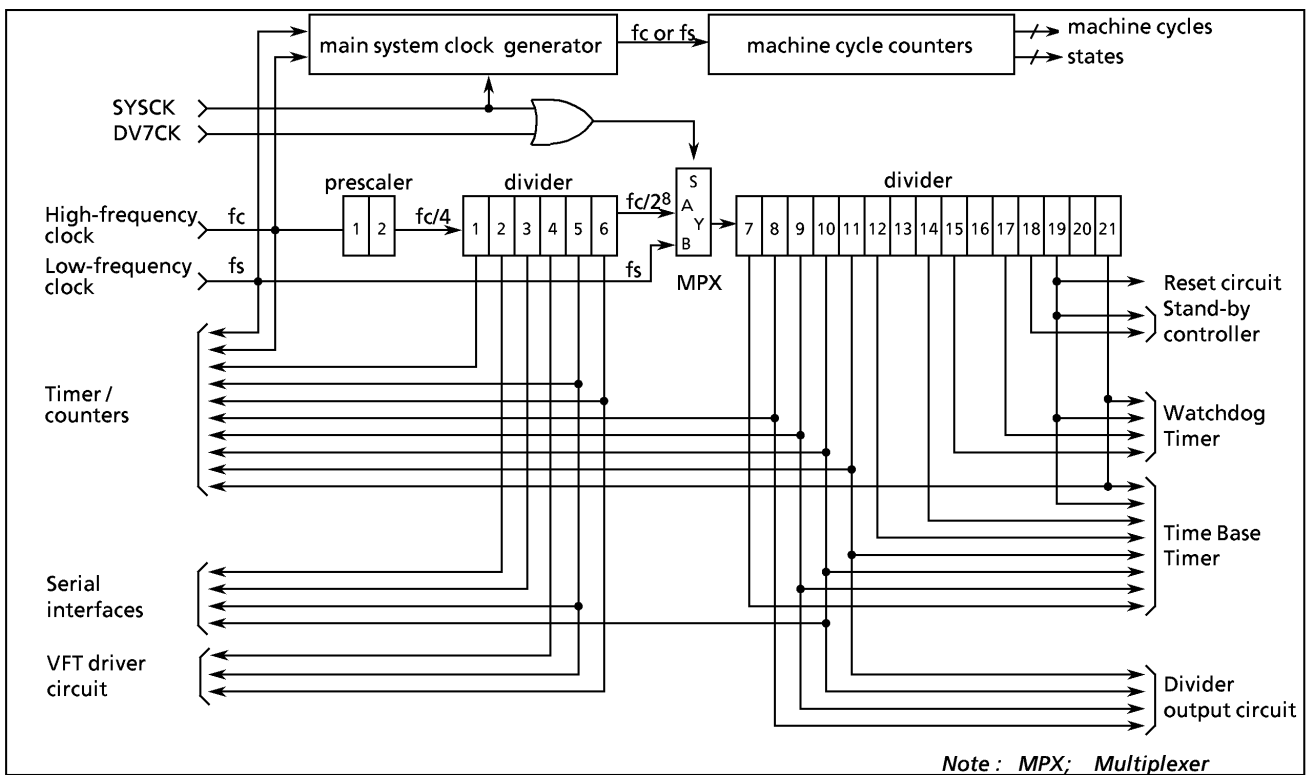 main system clock generator
fc or fs
machine cycle counters
machine cycles
states
SYSCK
DV7CK
prescaler
divider
divider
High-frequency
clock
fc
1 2
fc/4
1 2 3 4 5 6
fc/2⁸
S
A
Y
B
MPX
7 8 9 10 11 12 13 14 15 16 17 18 19 20 21
Low-frequency
clock
fs
fs
Reset circuit
Stand-by
controller
Timer /
counters
Watchdog
Timer
Time Base
Timer
Serial
interfaces
VFT driver
circuit
Divider
output circuit
Note : MPX; Multiplexer